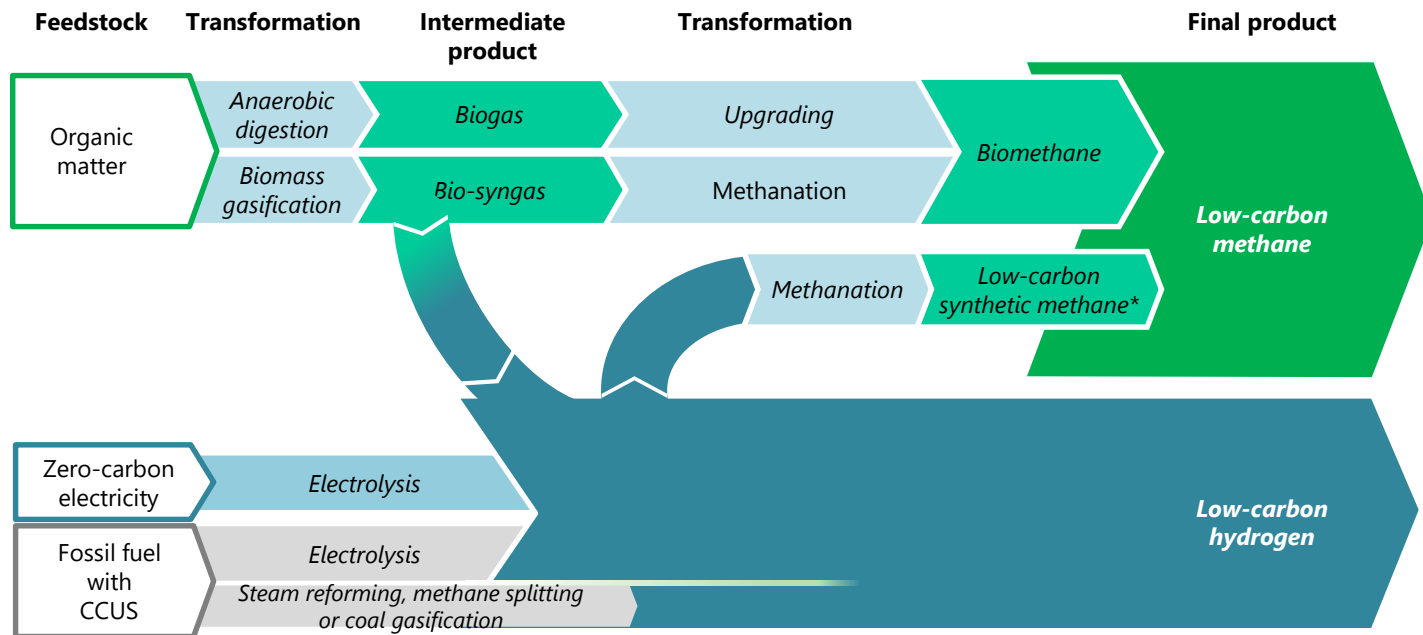 Feedstock
Transformation
Intermediate
product
Transformation
Final product
Organic
matter
Anaerobic
digestion
Biogas
Upgrading
Biomethane
Biomass
gasification
Bio-syngas
Methanation
Low-carbon
methane
Methanation
Low-carbon
synthetic methane*
Zero-carbon
electricity
Electrolysis
Low-carbon
hydrogen
Fossil fuel
with
CCUS
Electrolysis
Steam reforming, methane splitting
or coal gasification